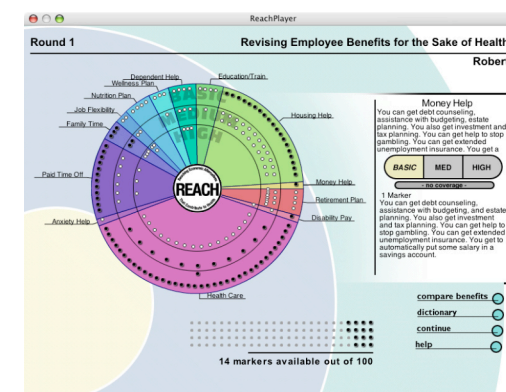 ReachPlayer
Round 1
Revising Employee Benefits for the Sake of Health
Rober
Dependent Help
Education/Train.
Wellness Plan
Nutrition Plan
Job Flexibility
Family Time
Housing Help
BASIC
MEDIUM
HIGH
Paid Time Off
REACH
Money Help
Retirement Plan
Disability Pay
Anxiety Help
Health Care
Money Help
You can get debt counseling,
assistance with budgeting, estate
planning. You also get investment and
tax planning. You can get help to stop
gambling. You can get extended
unemployment insurance. You get a
BASIC
MED
HIGH
- no coverage -
1 Marker
You can get debt counseling,
assistance with budgeting, and estate
planning. You also get investment
and tax planning. You can get help to
stop gambling. You can get extended
unemployment insurance. You get to
automatically put some salary in a
savings account.
compare benefits
dictionary
continue
help
14 markers available out of 100